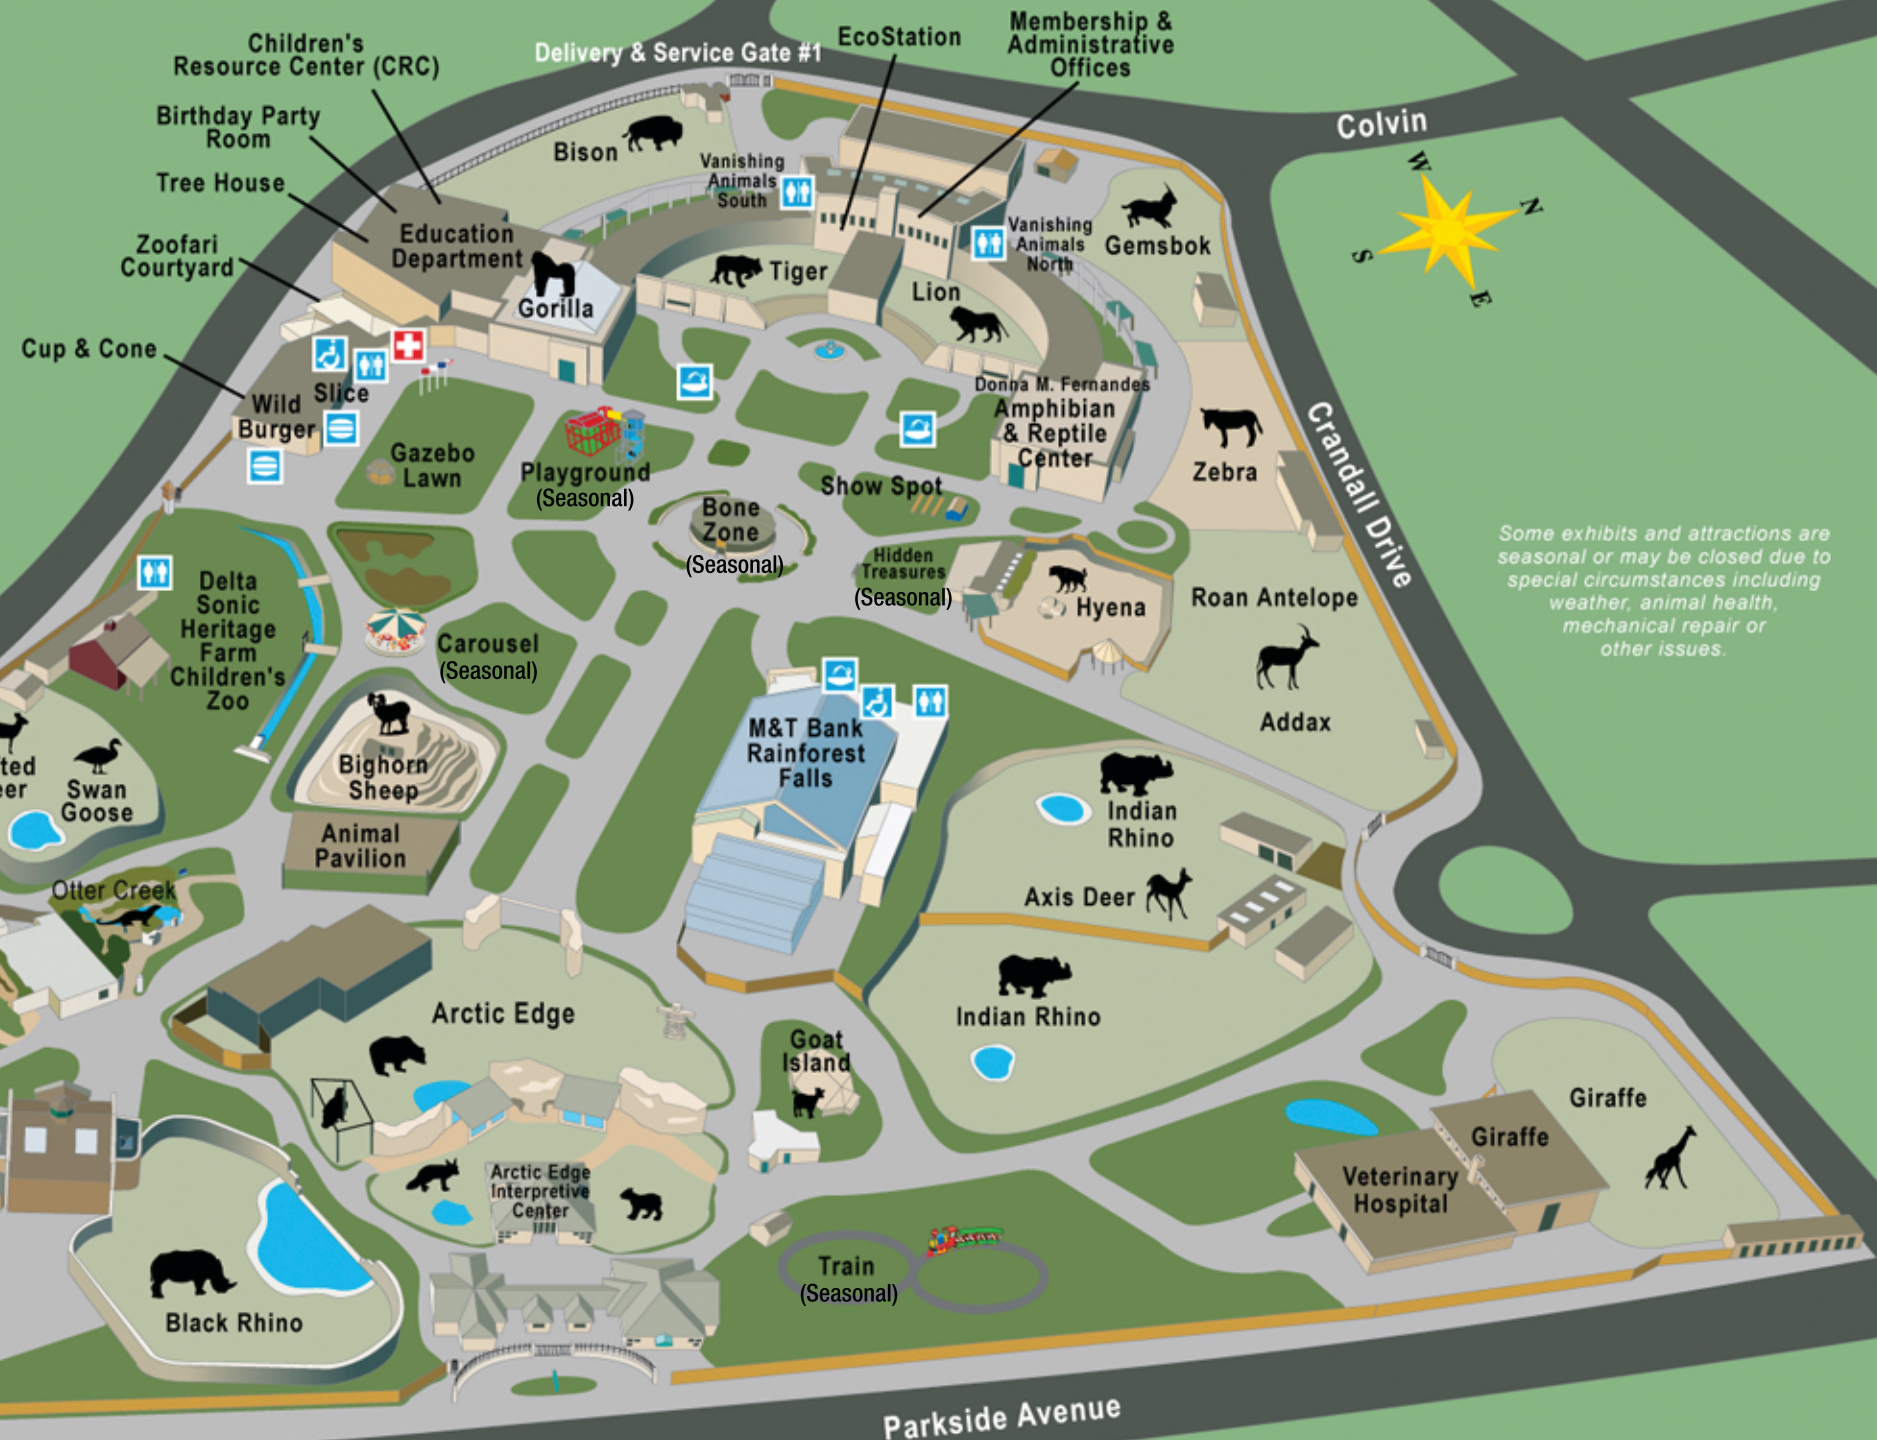 Children's
Resource Center (CRC)
Delivery & Service Gate #1
EcoStation
Membership &
Administrative
Offices
Birthday Party
Room
Tree House
Zoofari
Courtyard
Cup & Cone
Bison
Vanishing
Animals
South
Colvin
W
N
S
E
Education
Department
Gorilla
Tiger
Lion
Vanishing
Animals
North
Gemsbok
Slice
Wild
Burger
Gazebo
Lawn
Playground
(Seasonal)
Donna M. Fernandes
Amphibian
& Reptile
Center
Zebra
Crandall Drive
Show Spot
Bone
Zone
(Seasonal)
Hidden
Treasures
(Seasonal)
Hyena
Roan Antelope
Addax
Some exhibits and attractions are
seasonal or may be closed due to
special circumstances including
weather, animal health,
mechanical repair or
other issues.
Delta
Sonic
Heritage
Farm
Children's
Zoo
Carousel
(Seasonal)
ted
eer
Swan
Goose
Bighorn
Sheep
Animal
Pavilion
M&T Bank
Rainforest
Falls
Indian
Rhino
Axis Deer
Indian Rhino
Otter Creek
Arctic Edge
Goat
Island
Giraffe
Giraffe
Veterinary
Hospital
Arctic Edge
Interpretive
Center
Black Rhino
Train
(Seasonal)
Parkside Avenue